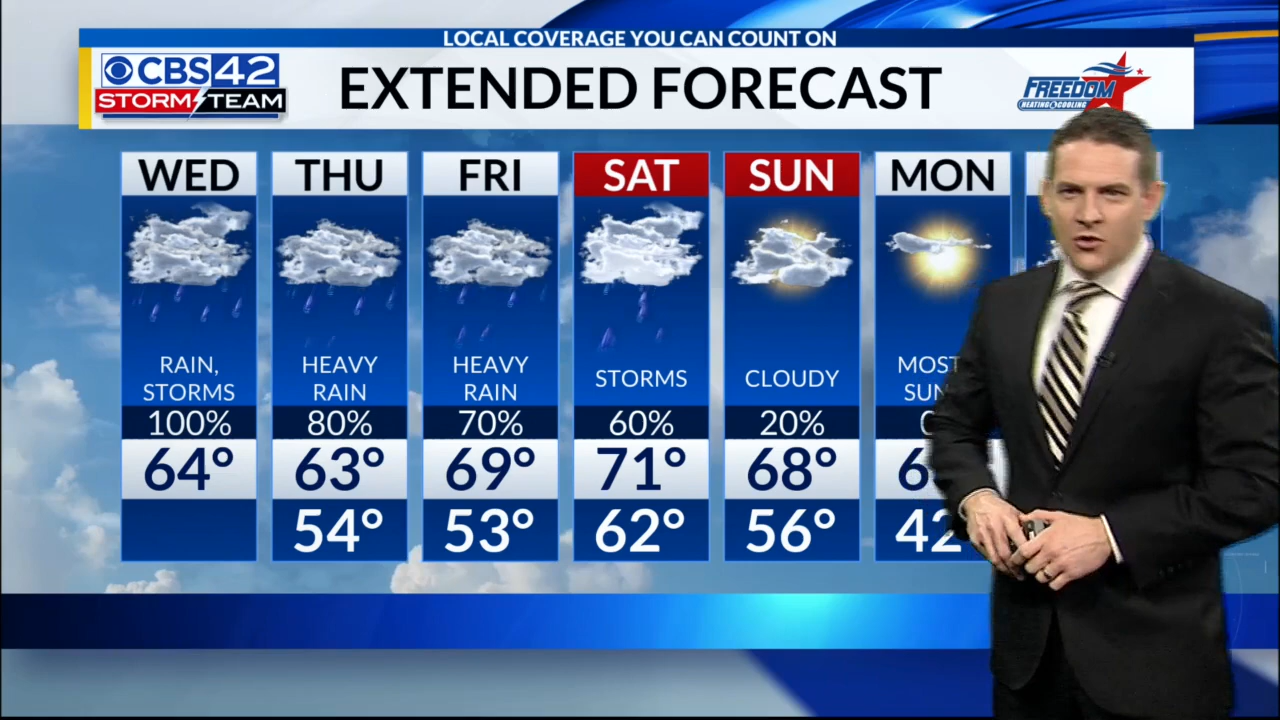 LOCAL COVERAGE YOU CAN COUNT ON
CBS42
STORM TEAM
EXTENDED FORECAST
FREEDOM
HEATING & COOLING
WED THU FRI SAT SUN MON
RAIN, STORMS
HEAVY RAIN
HEAVY RAIN
STORMS
CLOUDY
100% 80% 70% 60% 20%
64° 63° 69° 71° 68°
54° 53° 62° 56° 42